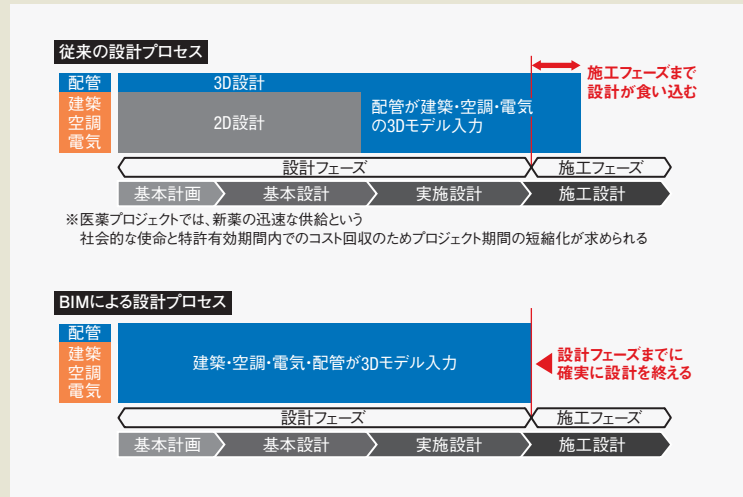 従来の設計プロセス
配管
3D設計
建築
空調
電気
2D設計
配管が建築・空調・電気
の3Dモデル入力
施工フェーズまで
設計が食い込む
設計フェーズ
施工フェーズ
基本計画
基本設計
実施設計
施工設計
※医薬プロジェクトでは、新薬の迅速な供給という
社会的な使命と特許有効期間内でのコスト回収のためプロジェクト期間の短縮化が求められる
BIMによる設計プロセス
配管
建築
空調
電気
建築・空調・電気・配管が3Dモデル入力
設計フェーズまでに
確実に設計を終える
設計フェーズ
施工フェーズ
基本計画
基本設計
実施設計
施工設計